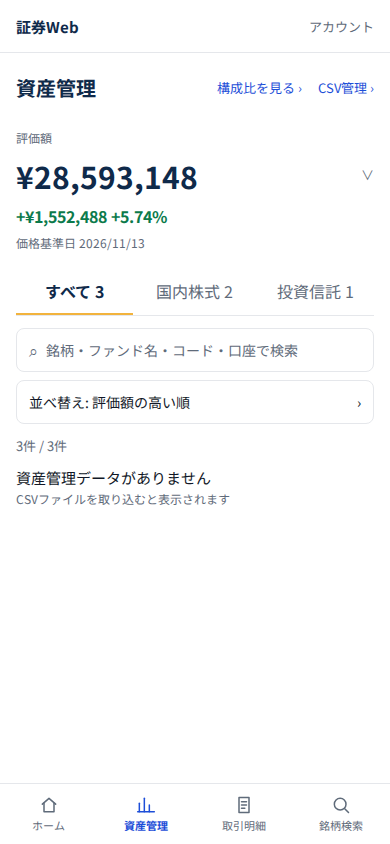 証券Web
アカウント
資産管理
構成比を見る ›
CSV管理 ›
評価額
¥28,593,148
+¥1,552,488 +5.74%
価格基準日 2026/11/13
すべて 3
国内株式 2
投資信託 1
銘柄・ファンド名・コード・口座で検索
並べ替え: 評価額の高い順 ›
3件 / 3件
資産管理データがありません
CSVファイルを取り込むと表示されます
ホーム
資産管理
取引明細
銘柄検索